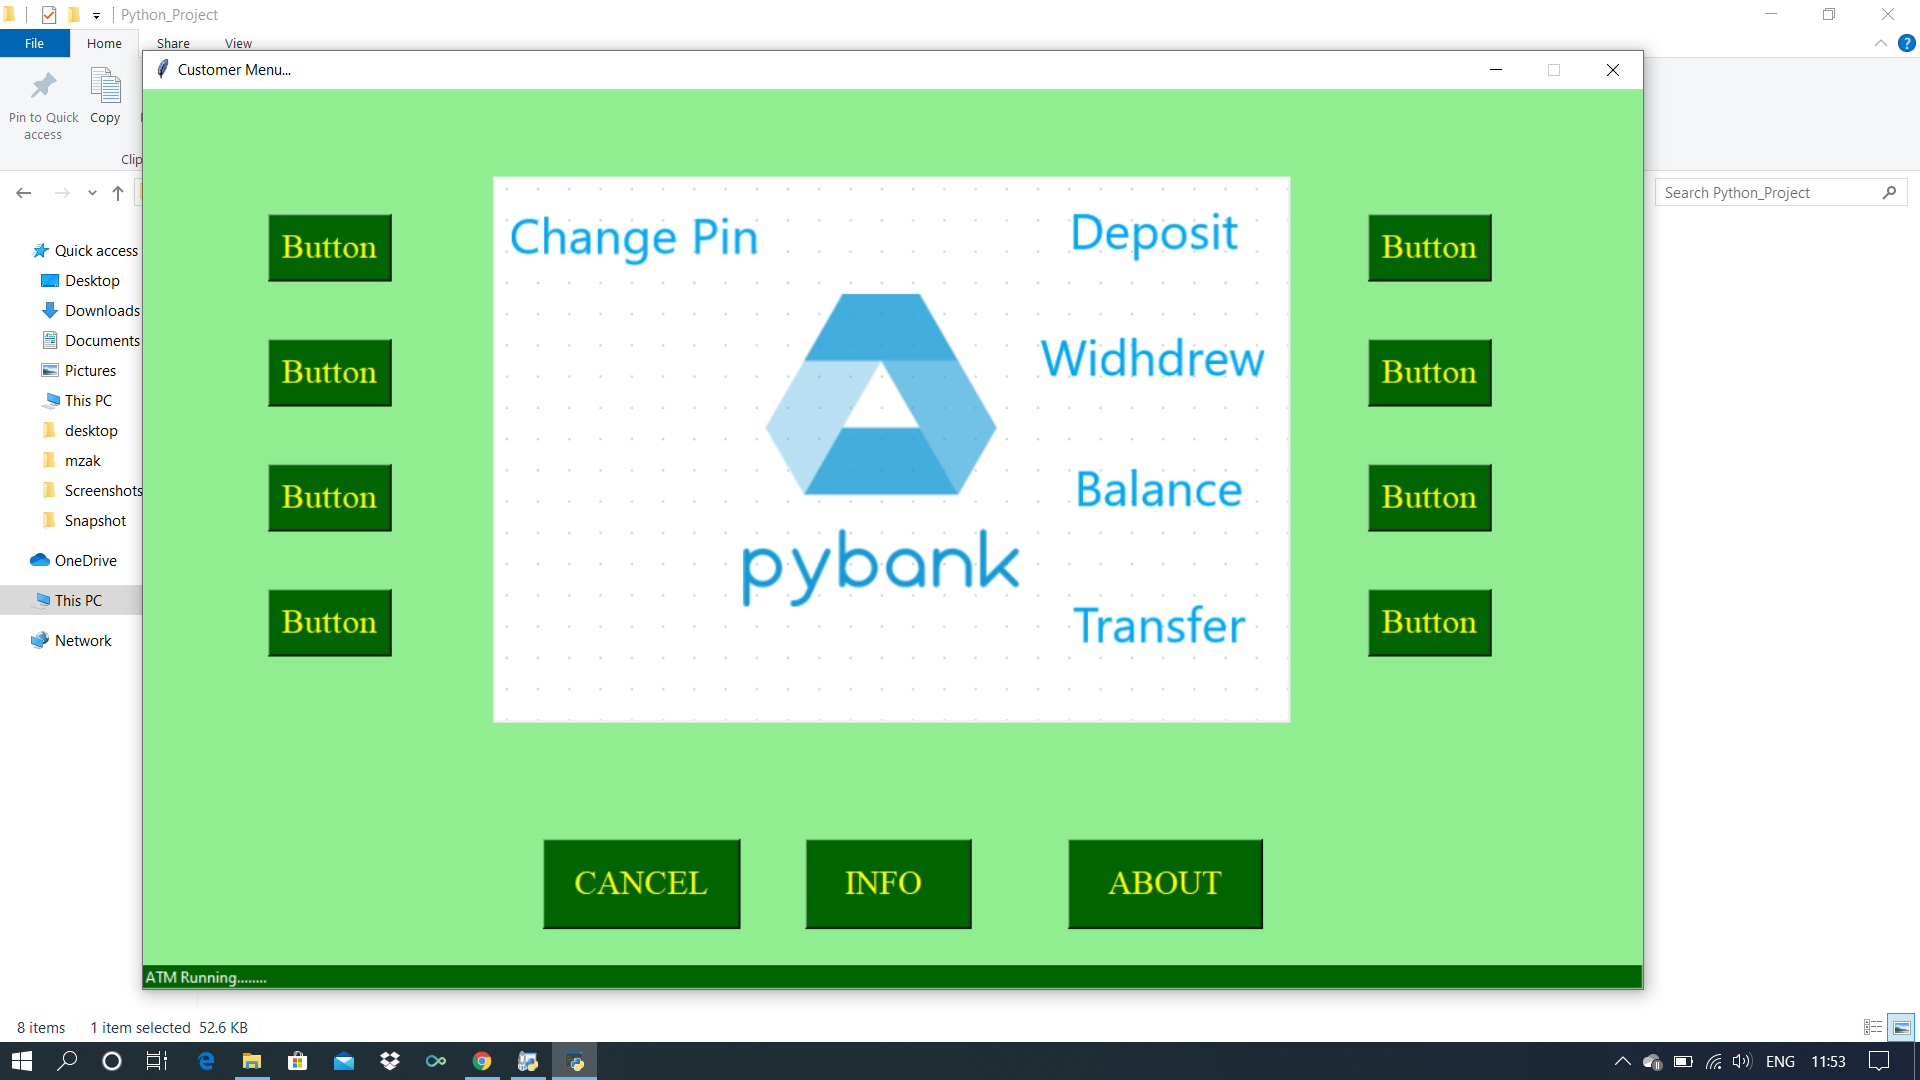 Python_Project
File Home Share View
Customer Menu...
Pin to Quick access
Copy
Clip
Search Python_Project
Quick access
Desktop
Downloads
Documents
Pictures
This PC
desktop
mzak
Screenshots
Snapshot
OneDrive
This PC
Network
Button
Button
Button
Button
Change Pin
Deposit
Widhdrew
Balance
Transfer
pybank
Button
Button
Button
Button
CANCEL INFO ABOUT
ATM Running........
8 items 1 item selected 52.6 KB
ENG 11:53